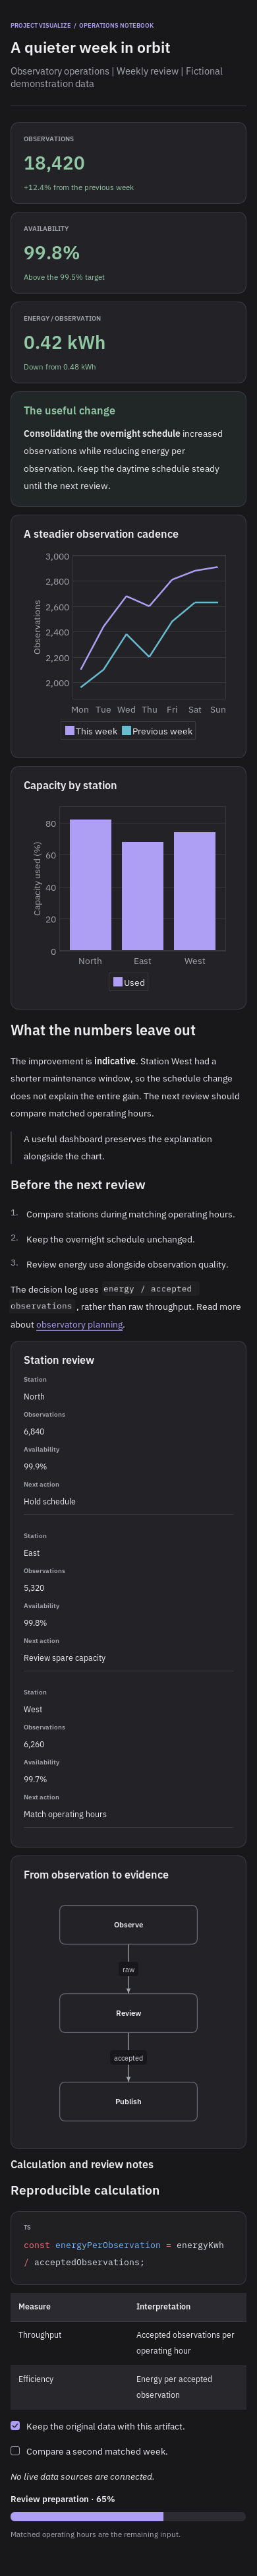 PROJECT VISUALIZE / OPERATIONS NOTEBOOK
A quieter week in orbit
Observatory operations | Weekly review | Fictional
demonstration data
OBSERVATIONS
18,420
+12.4% from the previous week
AVAILABILITY
99.8%
Above the 99.5% target
ENERGY / OBSERVATION
0.42 kWh
Down from 0.48 kWh
The useful change
Consolidating the overnight schedule increased
observations while reducing energy per
observation. Keep the daytime schedule steady
until the next review.
A steadier observation cadence
3,000
2,800
2,600
2,400
2,200
2,000
Observations
Mon Tue Wed Thu Fri Sat Sun
This week Previous week
Capacity by station
80
60
40
20
0
Capacity used (%)
North East West
Used
What the numbers leave out
The improvement is indicative. Station West had a
shorter maintenance window, so the schedule change
does not explain the entire gain. The next review should
compare matched operating hours.
A useful dashboard preserves the explanation
alongside the chart.
Before the next review
1. Compare stations during matching operating hours.
2. Keep the overnight schedule unchanged.
3. Review energy use alongside observation quality.
The decision log uses energy / accepted
observations, rather than raw throughput. Read more
about observatory planning.
Station review
Station
North
Observations
6,840
Availability
99.9%
Next action
Hold schedule
Station
East
Observations
5,320
Availability
99.8%
Next action
Review spare capacity
Station
West
Observations
6,260
Availability
99.7%
Next action
Match operating hours
From observation to evidence
Observe
raw
Review
accepted
Publish
Calculation and review notes
Reproducible calculation
TS
const energyPerObservation = energyKwh
/ acceptedObservations;
Measure Interpretation
Throughput Accepted observations per
operating hour
Efficiency Energy per accepted
observation
Keep the original data with this artifact.
Compare a second matched week.
No live data sources are connected.
Review preparation · 65%
Matched operating hours are the remaining input.